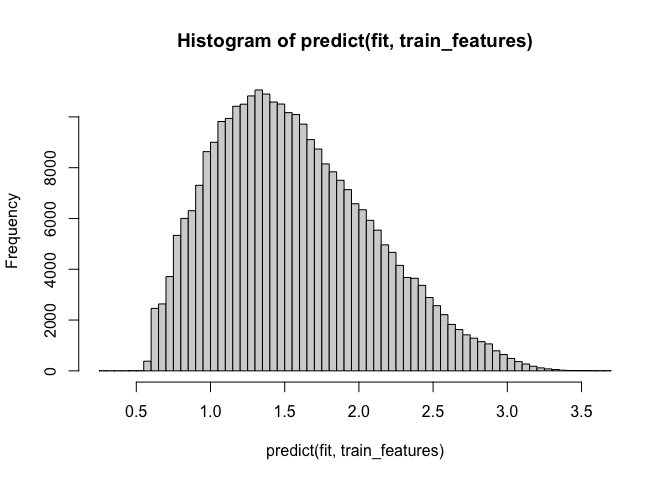 Histogram of predict(fit, train_features)
Frequency
0 2000 4000 6000 8000
0.5 1.0 1.5 2.0 2.5 3.0 3.5
predict(fit, train_features)